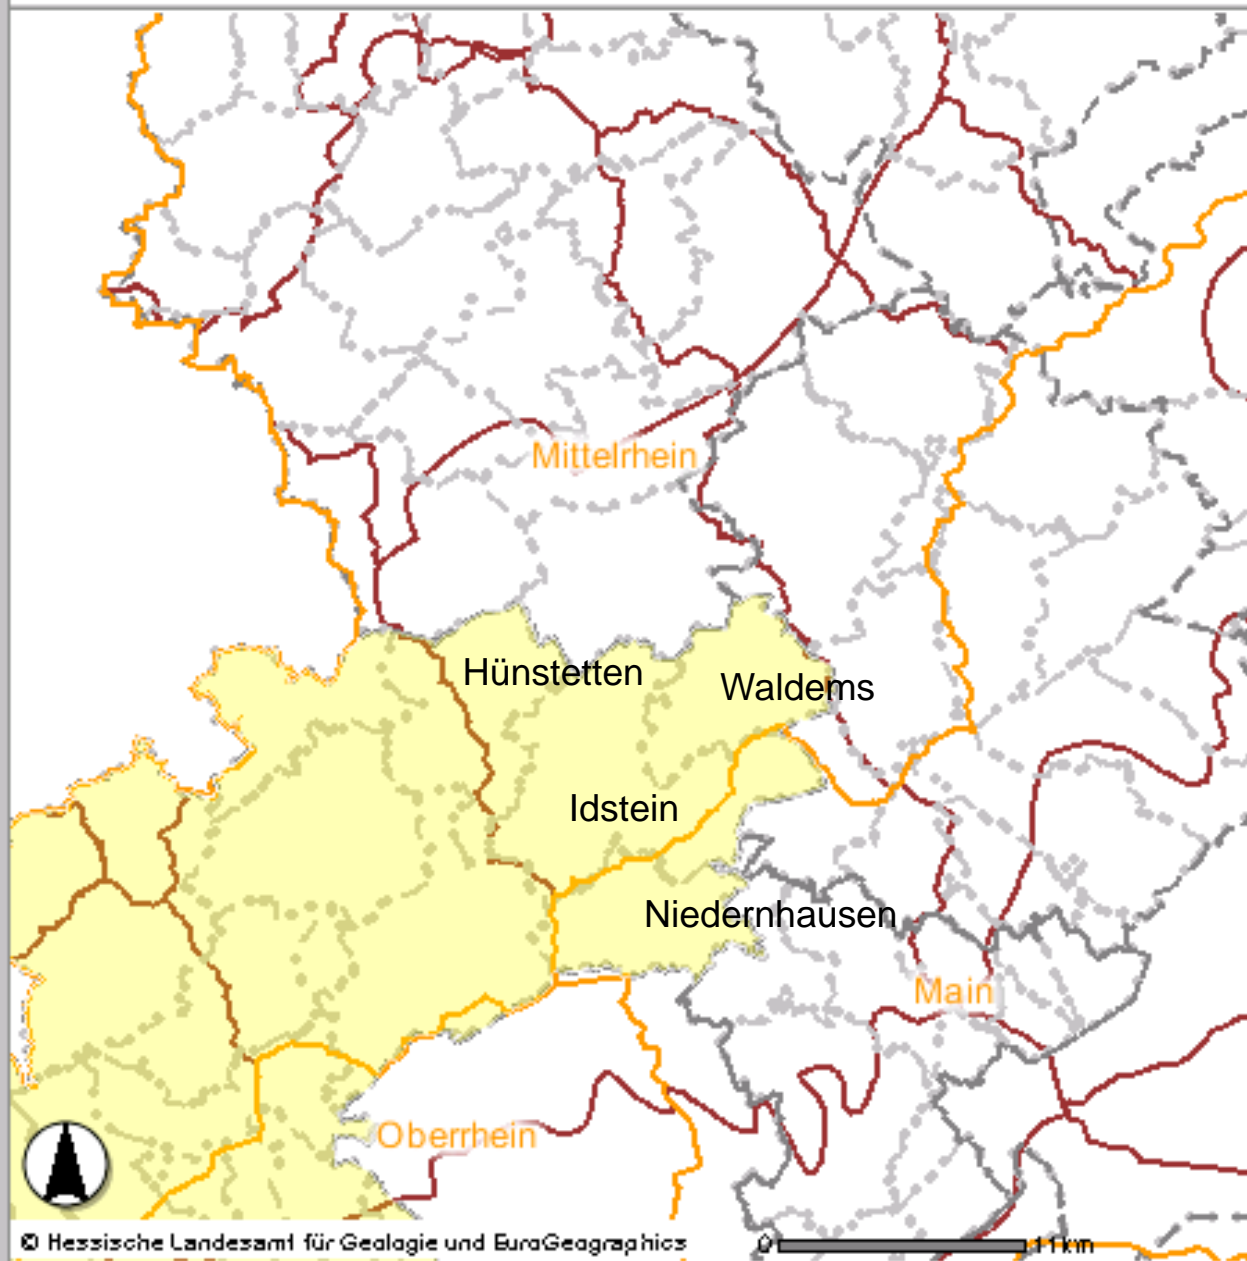 Mittelrhein
Hünstetten
Waldems
Idstein
Niedernhausen
Main
Oberrhein
© Hessische Landesamt für Geologie und EuroGeographics
0 11km